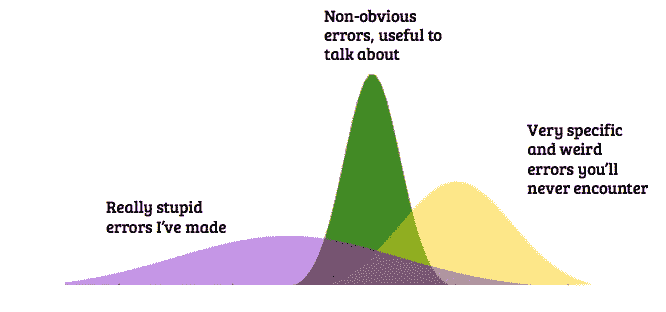 Non-obvious
errors, useful to
talk about
Very specific
and weird
errors you'll
never encounter
Really stupid
errors I've made